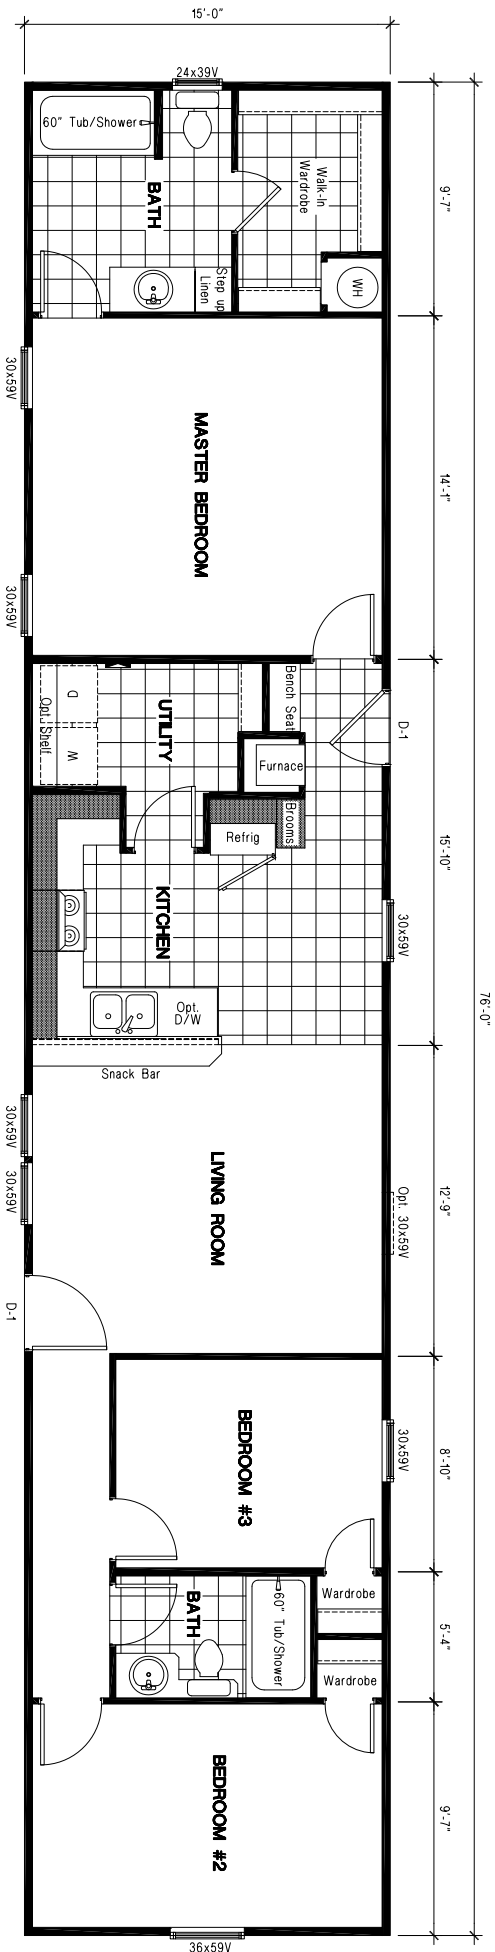 15'-0"
24x39V
60" Tub/Shower
BATH
Walk-In
Wardrobe
9'-7"
Step up
Linen
WH
30x59V
MASTER BEDROOM
14'-1"
30x59V
Bench Seat
D
W
Opt. Shelf
UTILITY
D-1
Furnace
Brooms
Refrig
15'-10"
KITCHEN
30x59V
76'-0"
Opt.
D/W
Snack Bar
30x59V
30x59V
LIVING ROOM
Opt. 30x59V
12'-9"
D-1
BEDROOM #3
30x59V
8'-10"
Wardrobe
BATH
60" Tub/Shower
5'-4"
Wardrobe
BEDROOM #2
9'-7"
36x59V